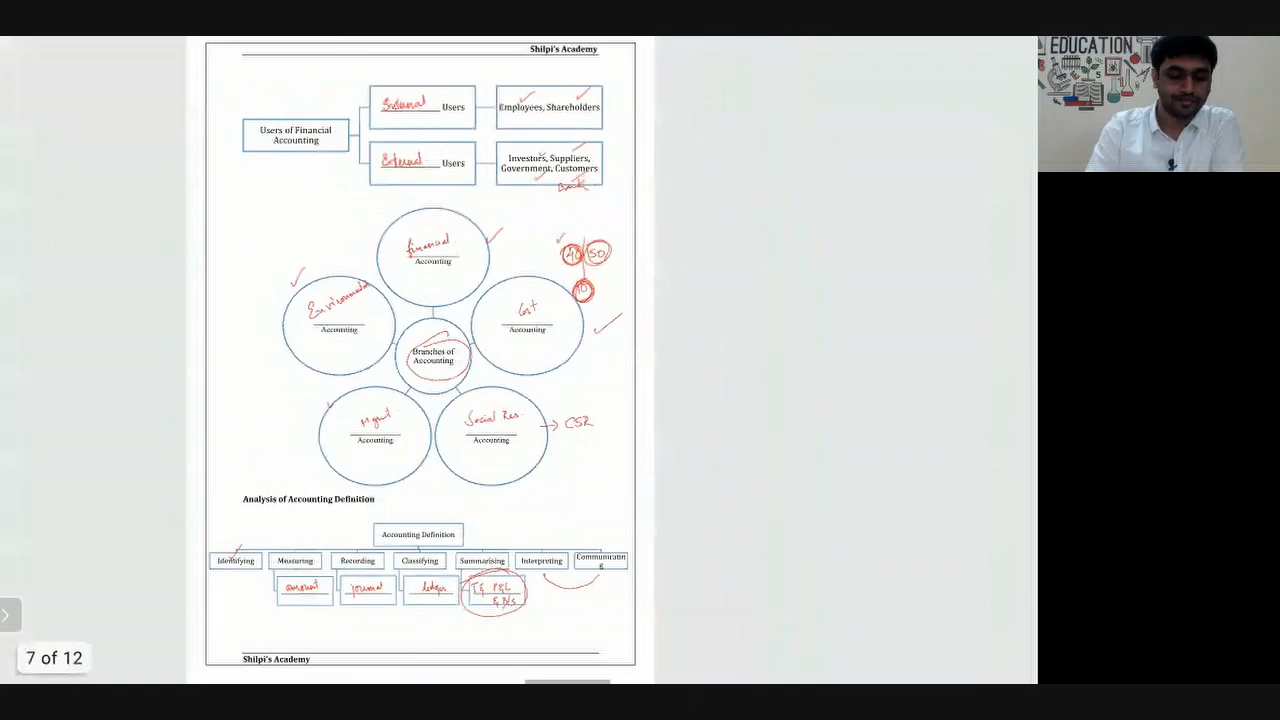 EDUCATION
Shilpi's Academy
Users of Financial
Accounting
Internal Users
Employees, Shareholders
External Users
Investors, Suppliers,
Government, Customers
Bank
financial
Accounting
40 50
10
Environmental
Accounting
Cost
Accounting
Branches of
Accounting
Mgmt
Accounting
Social Res.
Accounting
→ CSR
Analysis of Accounting Definition
Accounting Definition
Identifying
Measuring
Recording
Classifying
Summarising
Interpreting
Communicatin
g
amount
journal
ledger
P&L
& B/S
Shilpi's Academy
7 of 12